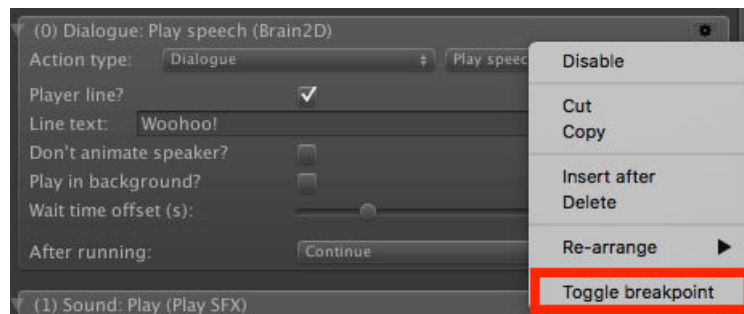 (0) Dialogue: Play speech (Brain2D)
Action type: Dialogue Play speec
Player line?
Line text: Woohoo!
Don't animate speaker?
Play in background?
Wait time offset (s):
After running: Continue
(1) Sound: Play (Play SFX)
Disable
Cut
Copy
Insert after
Delete
Re-arrange
Toggle breakpoint